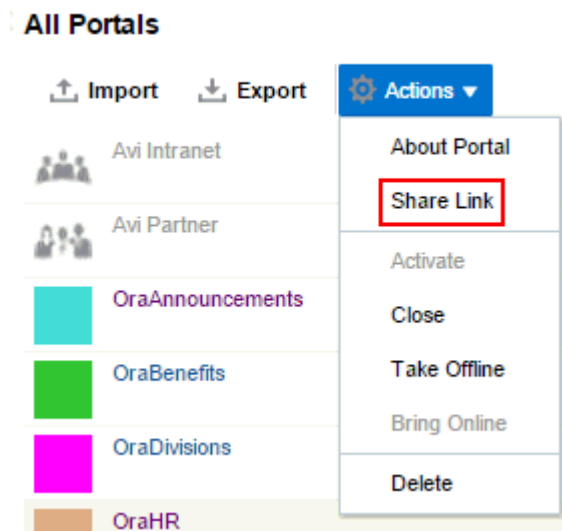 All Portals
Import Export Actions
Avi Intranet
About Portal
Share Link
Avi Partner
Activate
OraAnnouncements
Close
OraBenefits
Take Offline
Bring Online
OraDivisions
Delete
OraHR